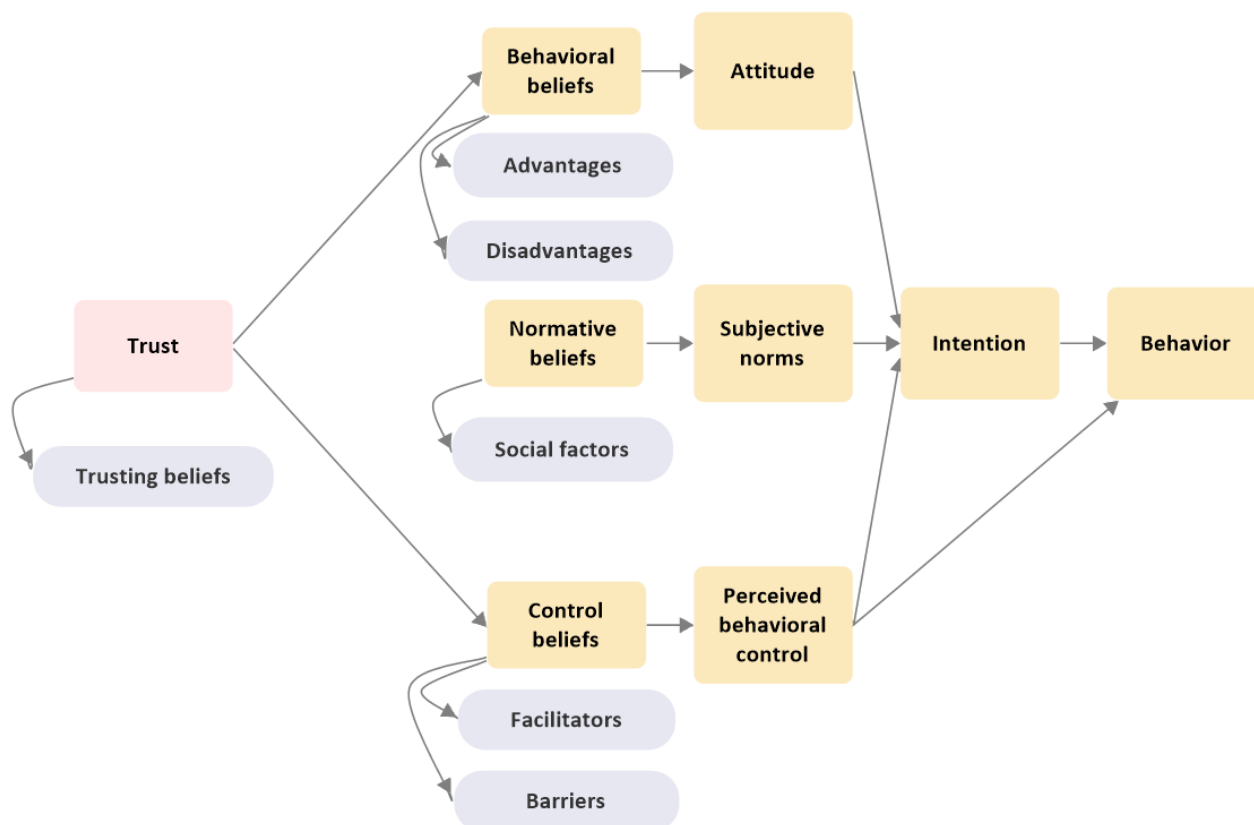 Behavioral
beliefs
Attitude
Advantages
Disadvantages
Trust
Normative
beliefs
Subjective
norms
Intention
Behavior
Trusting beliefs
Social factors
Control
beliefs
Perceived
behavioral
control
Facilitators
Barriers